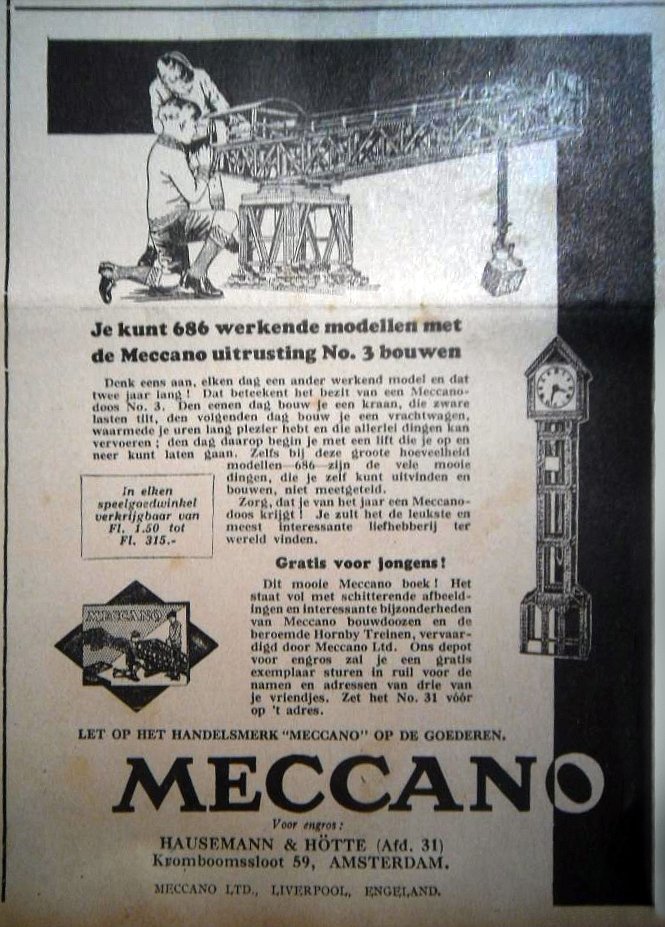 Je kunt 686 werkende modellen met
de Meccano uitrusting No. 3 bouwen
Denk eens aan, elken dag een ander werkend model en dat
twee jaar lang! Dat beteekent het bezit van een Meccano-
doos No. 3. Den eenen dag bouw je een kraan, die zware
lasten tilt, den volgenden dag bouw je een vrachtwagen,
waarmede je uren lang plezier hebt en die allerlei dingen kan
vervoeren; den dag daarop begin je met een lift die je op en
neer kunt laten gaan. Zelfs bij deze groote hoeveelheid
modellen—686—zijn de vele mooie
dingen, die je zelf kunt uitvinden en
bouwen, niet meegeteld.
Zorg, dat je van het jaar een Meccano-
doos krijgt! Je zult het de leukste en
meest interessante liefhebberij ter
wereld vinden.
In elken
speelgoedwinkel
verkrijgbaar van
Fl. 1.50 tot
Fl. 315.-
Gratis voor jongens!
Dit mooie Meccano boek! Het
staat vol met schitterende afbeeld-
ingen en interessante bijzonderheden
van Meccano bouwdoozen en de
beroemde Hornby Treinen, vervaar-
digd door Meccano Ltd. Ons depot
voor engros zal je een gratis
exemplaar sturen in ruil voor de
namen en adressen van drie van
je vriendjes. Zet het No. 31 vóór
op 't adres.
MECCANO
LET OP HET HANDELSMERK "MECCANO" OP DE GOEDEREN.
MECCANO
Voor engros:
HAUSEMANN & HÖTTE (Afd. 31)
Kromboomssloot 59, AMSTERDAM.
MECCANO LTD., LIVERPOOL, ENGELAND.